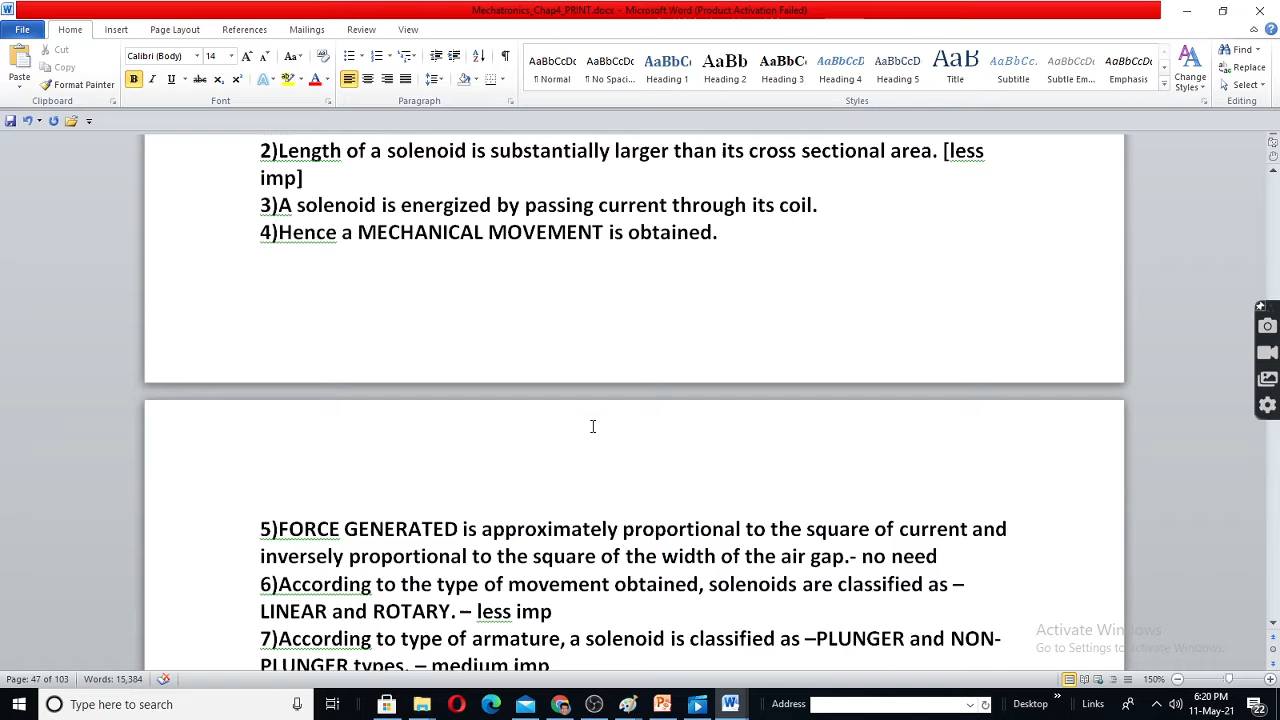 Mechatronics_Chap4_PRINT.docx - Microsoft Word (Product Activation Failed)
File Home Insert Page Layout References Mailings Review View
Paste
Cut
Copy
Format Painter
Clipboard
Calibri (Body) 14
Font
Paragraph
AaBbCcDc AaBbCcDc AaBbC AaBb AaBbC AaBbCcD AaBbCcD AaB AaBbCc. AaBbCcDc AaBbCcDc
¶ Normal ¶ No Spaci... Heading 1 Heading 2 Heading 3 Heading 4 Heading 5 Title Subtitle Subtle Em... Emphasis
Styles
Change Styles
Find
Replace
Select
Editing
2)Length of a solenoid is substantially larger than its cross sectional area. [less
imp]
3)A solenoid is energized by passing current through its coil.
4)Hence a MECHANICAL MOVEMENT is obtained.
5)FORCE GENERATED is approximately proportional to the square of current and
inversely proportional to the square of the width of the air gap.- no need
6)According to the type of movement obtained, solenoids are classified as –
LINEAR and ROTARY. – less imp
7)According to type of armature, a solenoid is classified as –PLUNGER and NON-
PLUNGER types. – medium imp
Activate Windows
Go to Settings to activate Windows.
Page: 47 of 103 Words: 15,384 150%
Type here to search Address Desktop Links 6:20 PM
11-May-21